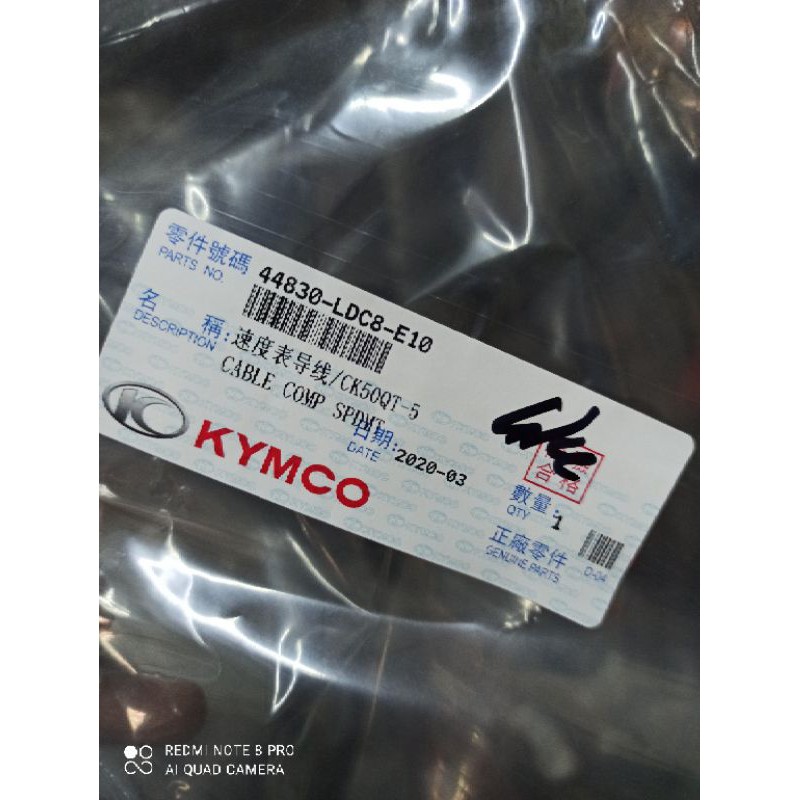 零件號碼
PARTS NO.
44830-LDC8-E10
名 稱:
DESCRIPTION
速度表导线/CK50QT-5
CABLE COMP SPDMT
日期:
DATE
2020-03
KYMCO
合格
數量:
QTY
1
正廠零件
GENUINE PARTS
O-04
REDMI NOTE 8 PRO
AI QUAD CAMERA